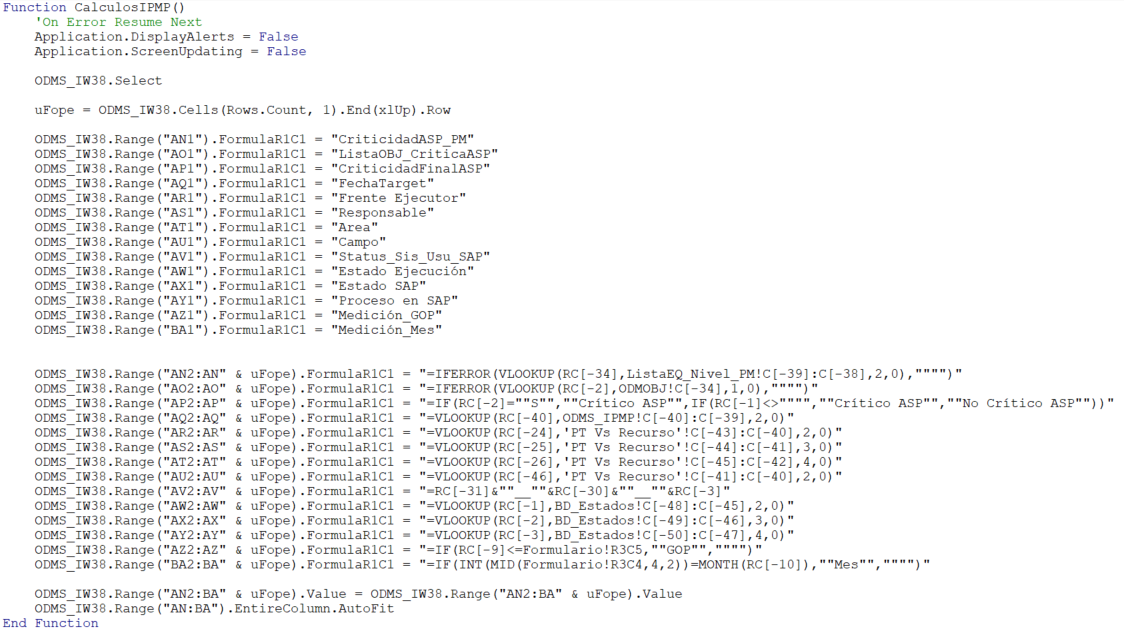 Function CalculosIPMP()
    'On Error Resume Next
    Application.DisplayAlerts = False
    Application.ScreenUpdating = False

    ODMS_IW38.Select

    uFope = ODMS_IW38.Cells(Rows.Count, 1).End(xlUp).Row

    ODMS_IW38.Range("AN1").FormulaR1C1 = "CriticidadASP_PM"
    ODMS_IW38.Range("AO1").FormulaR1C1 = "ListaOBJ_CriticaASP"
    ODMS_IW38.Range("AP1").FormulaR1C1 = "CriticidadFinalASP"
    ODMS_IW38.Range("AQ1").FormulaR1C1 = "FechaTarget"
    ODMS_IW38.Range("AR1").FormulaR1C1 = "Frente Ejecutor"
    ODMS_IW38.Range("AS1").FormulaR1C1 = "Responsable"
    ODMS_IW38.Range("AT1").FormulaR1C1 = "Area"
    ODMS_IW38.Range("AU1").FormulaR1C1 = "Campo"
    ODMS_IW38.Range("AV1").FormulaR1C1 = "Status_Sis_Usu_SAP"
    ODMS_IW38.Range("AW1").FormulaR1C1 = "Estado Ejecución"
    ODMS_IW38.Range("AX1").FormulaR1C1 = "Estado SAP"
    ODMS_IW38.Range("AY1").FormulaR1C1 = "Proceso en SAP"
    ODMS_IW38.Range("AZ1").FormulaR1C1 = "Medición_GOP"
    ODMS_IW38.Range("BA1").FormulaR1C1 = "Medición_Mes"

    ODMS_IW38.Range("AN2:AN" & uFope).FormulaR1C1 = "=IFERROR(VLOOKUP(RC[-34],ListaEQ_Nivel_PM!C[-39]:C[-38],2,0),"""")"
    ODMS_IW38.Range("AO2:AO" & uFope).FormulaR1C1 = "=IFERROR(VLOOKUP(RC[-2],ODMOBJ!C[-34],1,0),"""")"
    ODMS_IW38.Range("AP2:AP" & uFope).FormulaR1C1 = "=IF(RC[-2]=""S"",""Crítico ASP"",IF(RC[-1]<>"""",""Crítico ASP"",""No Crítico ASP""))"
    ODMS_IW38.Range("AQ2:AQ" & uFope).FormulaR1C1 = "=VLOOKUP(RC[-40],ODMS_IPMP!C[-40]:C[-39],2,0)"
    ODMS_IW38.Range("AR2:AR" & uFope).FormulaR1C1 = "=VLOOKUP(RC[-24],'PT Vs Recurso'!C[-43]:C[-40],2,0)"
    ODMS_IW38.Range("AS2:AS" & uFope).FormulaR1C1 = "=VLOOKUP(RC[-25],'PT Vs Recurso'!C[-44]:C[-41],3,0)"
    ODMS_IW38.Range("AT2:AT" & uFope).FormulaR1C1 = "=VLOOKUP(RC[-26],'PT Vs Recurso'!C[-45]:C[-42],4,0)"
    ODMS_IW38.Range("AU2:AU" & uFope).FormulaR1C1 = "=VLOOKUP(RC[-46],'PT Vs Recurso'!C[-41]:C[-40],2,0)"
    ODMS_IW38.Range("AV2:AV" & uFope).FormulaR1C1 = "=RC[-31]&""__""&RC[-30]&""__""&RC[-3]"
    ODMS_IW38.Range("AW2:AW" & uFope).FormulaR1C1 = "=VLOOKUP(RC[-1],BD_Estados!C[-48]:C[-45],2,0)"
    ODMS_IW38.Range("AX2:AX" & uFope).FormulaR1C1 = "=VLOOKUP(RC[-2],BD_Estados!C[-49]:C[-46],3,0)"
    ODMS_IW38.Range("AY2:AY" & uFope).FormulaR1C1 = "=VLOOKUP(RC[-3],BD_Estados!C[-50]:C[-47],4,0)"
    ODMS_IW38.Range("AZ2:AZ" & uFope).FormulaR1C1 = "=IF(RC[-9]<=Formulario!R3C5,""GOP"","""")"
    ODMS_IW38.Range("BA2:BA" & uFope).FormulaR1C1 = "=IF(INT(MID(Formulario!R3C4,4,2))=MONTH(RC[-10]),""Mes"","""")"

    ODMS_IW38.Range("AN2:BA" & uFope).Value = ODMS_IW38.Range("AN2:BA" & uFope).Value
    ODMS_IW38.Range("AN:BA").EntireColumn.AutoFit
End Function